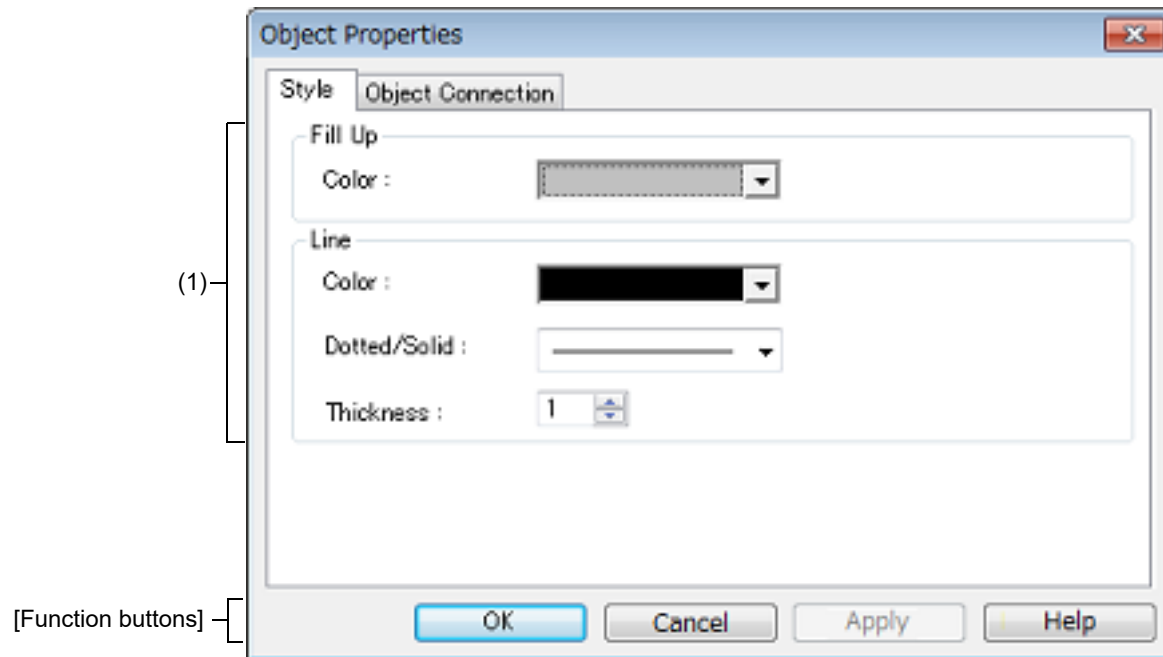 Object Properties
Style
Object Connection
Fill Up
Color :
Line
(1)
Color :
Dotted/Solid :
Thickness :
1
[Function buttons]
OK
Cancel
Apply
Help